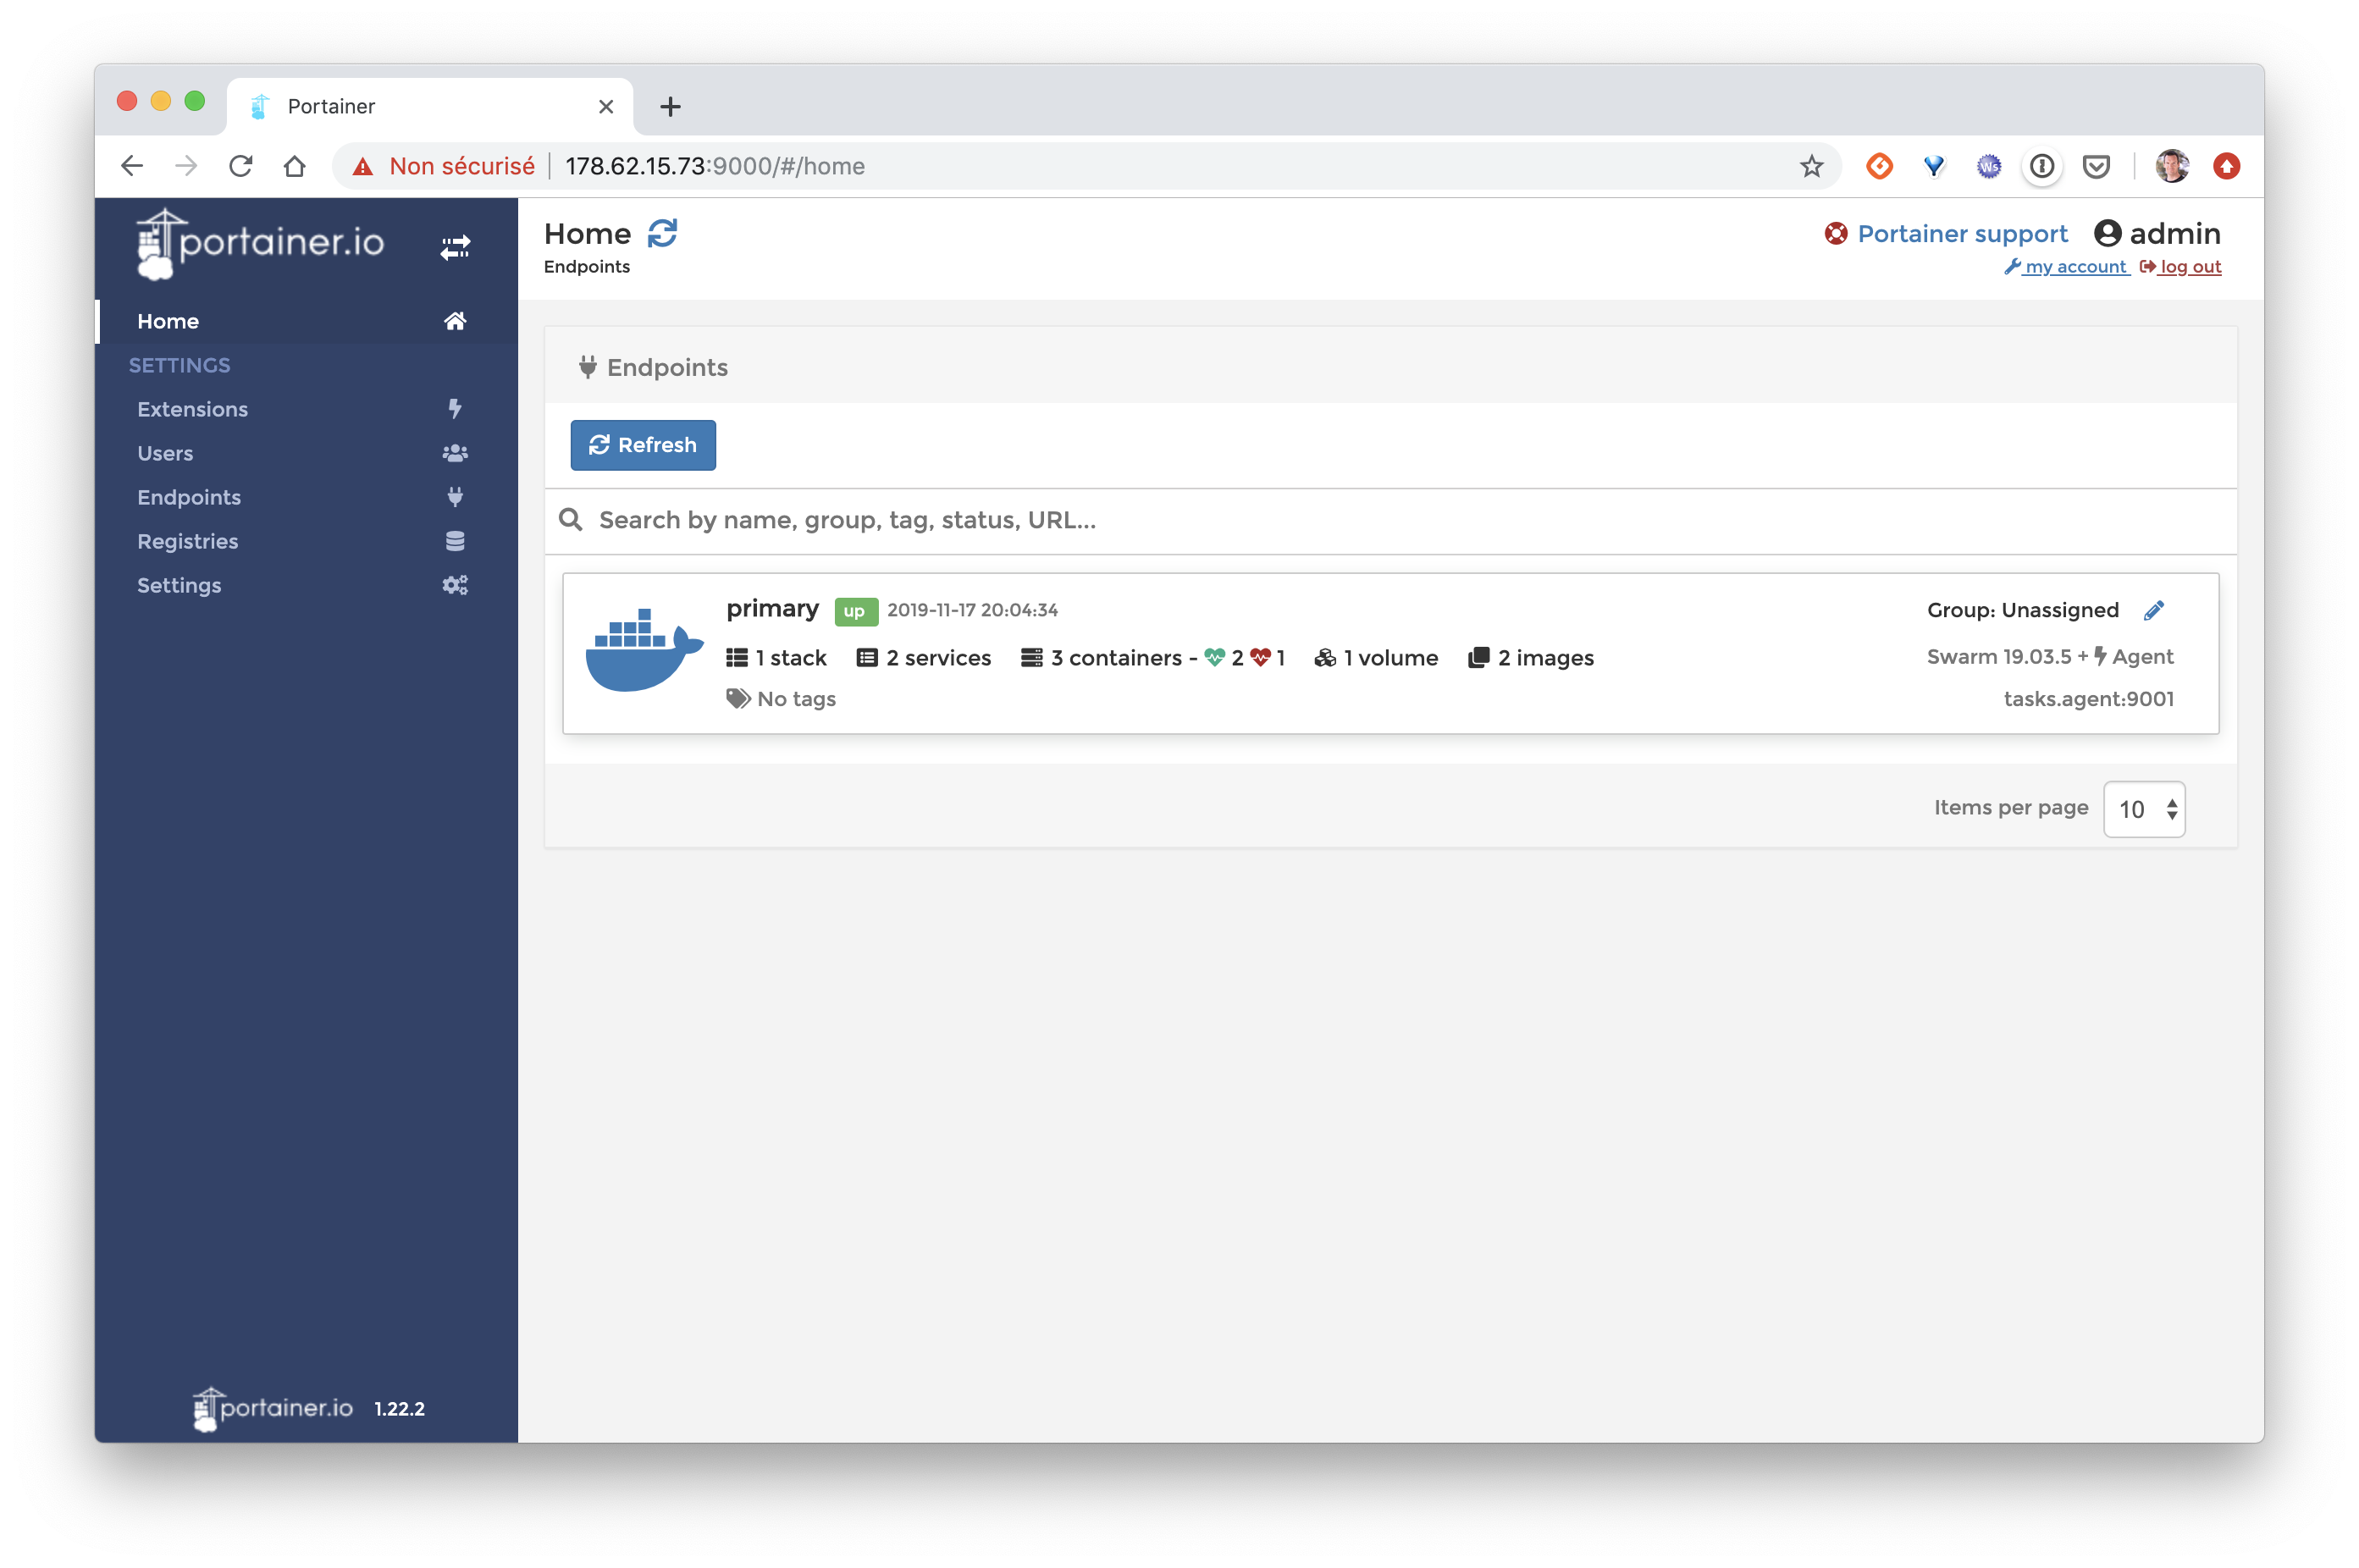 Portainer
Non sécurisé 178.62.15.73:9000/#/home
portainer.io
Home
SETTINGS
Extensions
Users
Endpoints
Registries
Settings
portainer.io 1.22.2
Home
Endpoints
Portainer support admin
my account log out
Endpoints
Refresh
Search by name, group, tag, status, URL...
primary up 2019-11-17 20:04:34
Group: Unassigned
1 stack 2 services 3 containers - 2 1 1 volume 2 images
Swarm 19.03.5 + Agent
No tags
tasks.agent:9001
Items per page 10